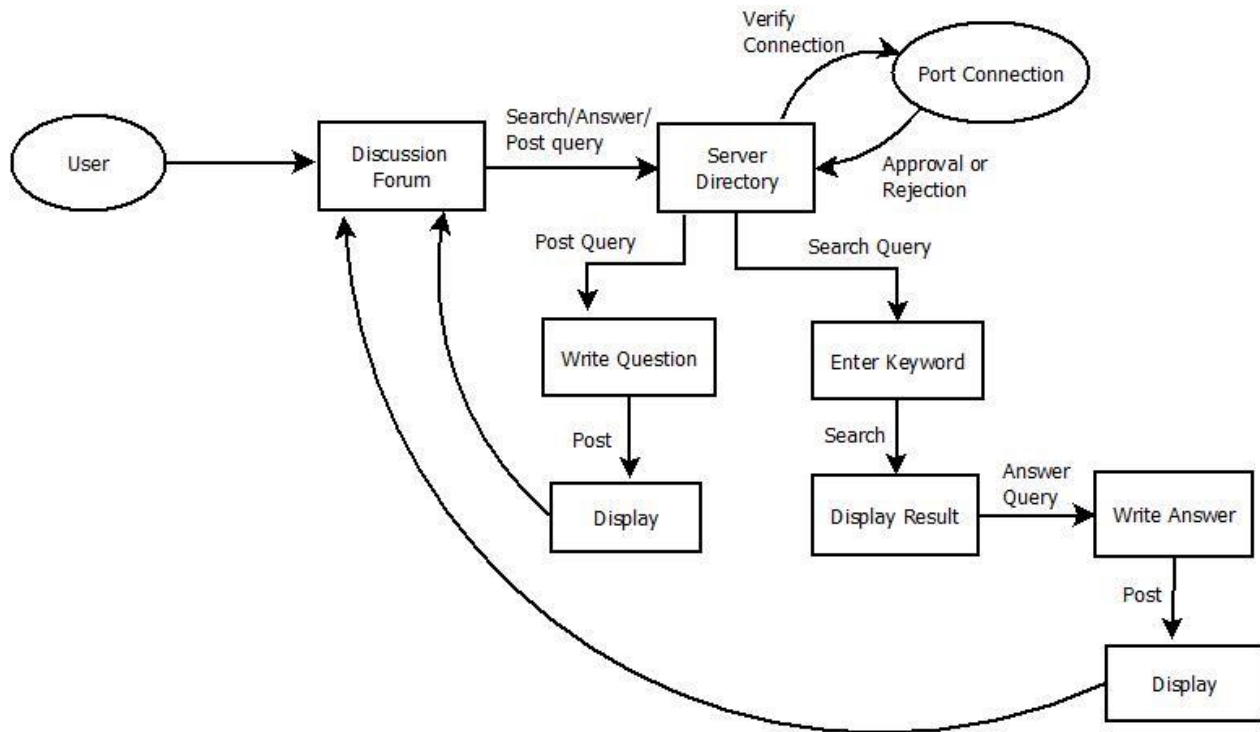 Verify
Connection
Port Connection
Search/Answer/
Post query
User
Discussion
Forum
Server
Directory
Approval or
Rejection
Post Query
Search Query
Write Question
Enter Keyword
Post
Search
Display
Display Result
Answer
Query
Write Answer
Post
Display